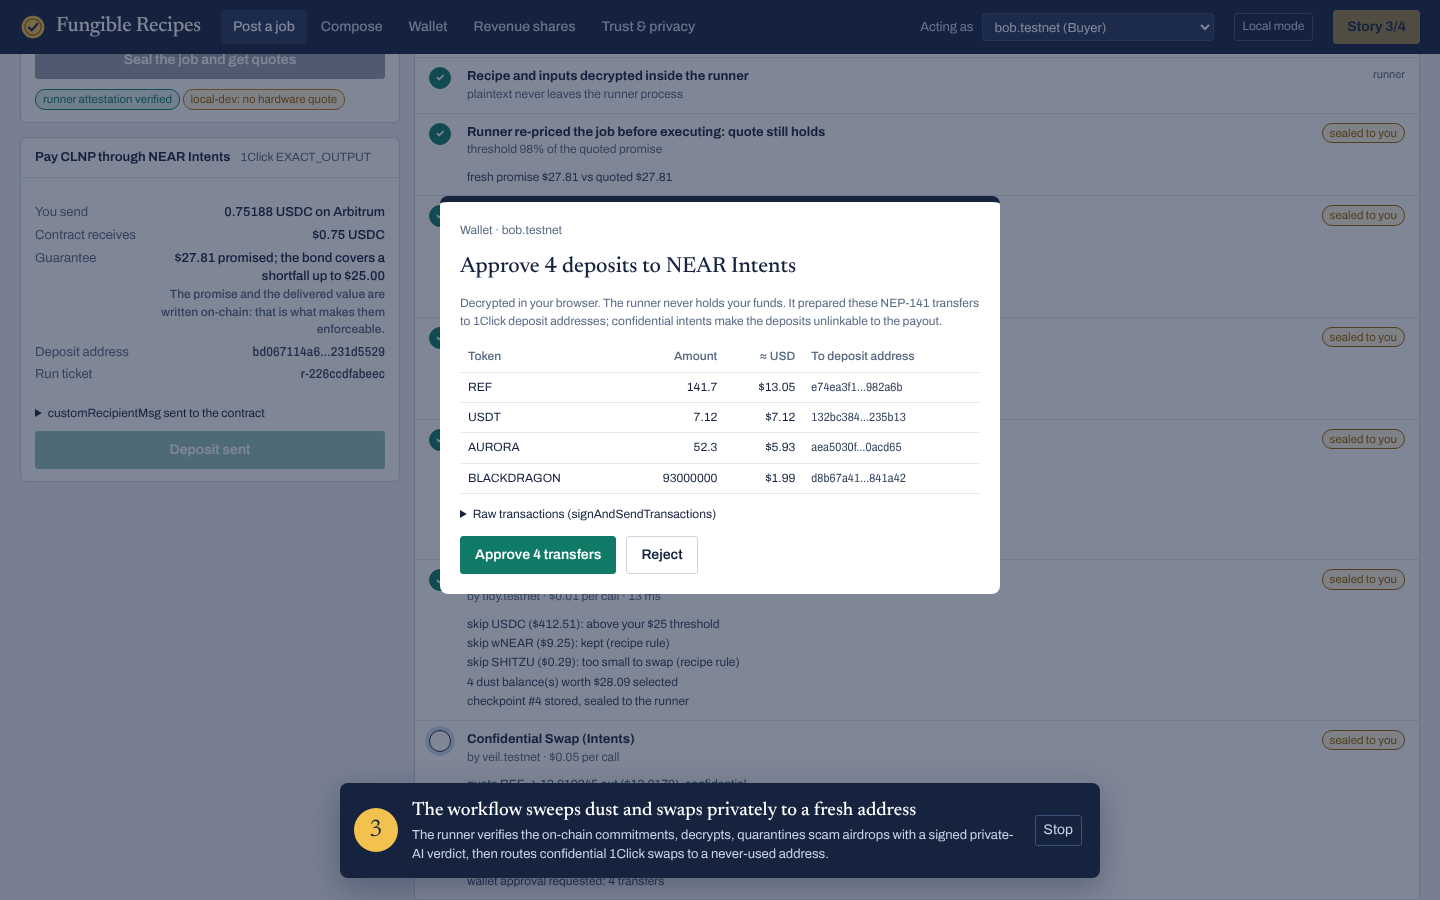 Fungible Recipes
Post a job
Compose
Wallet
Revenue shares
Trust & privacy
Acting as
bob.testnet (Buyer)
Local mode
Story 3/4
Seal the job and get quotes
runner attestation verified
local-dev: no hardware quote
Pay CLNP through NEAR Intents 1Click EXACT_OUTPUT
You send 0.75188 USDC on Arbitrum
Contract receives $0.75 USDC
Guarantee $27.81 promised; the bond covers a
shortfall up to $25.00
The promise and the delivered value are
written on-chain: that is what makes them
enforceable.
Deposit address bd067114a6...231d5529
Run ticket r-226ccdfabeec
customRecipientMsg sent to the contract
Deposit sent
Recipe and inputs decrypted inside the runner
runner
plaintext never leaves the runner process
Runner re-priced the job before executing: quote still holds
sealed to you
threshold 98% of the quoted promise
fresh promise $27.81 vs quoted $27.81
sealed to you
sealed to you
sealed to you
Wallet · bob.testnet
Approve 4 deposits to NEAR Intents
Decrypted in your browser. The runner never holds your funds. It prepared these NEP-141 transfers
to 1Click deposit addresses; confidential intents make the deposits unlinkable to the payout.
Token Amount ≈ USD To deposit address
REF 141.7 $13.05 e74ea3f1...982a6b
USDT 7.12 $7.12 132bc384...235b13
AURORA 52.3 $5.93 aea5030f...0acd65
BLACKDRAGON 93000000 $1.99 d8b67a41...841a42
Raw transactions (signAndSendTransactions)
Approve 4 transfers
Reject
sealed to you
by tidy.testnet · $0.01 per call · 13 ms
skip USDC ($412.51): above your $25 threshold
skip wNEAR ($9.25): kept (recipe rule)
skip SHITZU ($0.29): too small to swap (recipe rule)
4 dust balance(s) worth $28.09 selected
checkpoint #4 stored, sealed to the runner
Confidential Swap (Intents)
sealed to you
by veil.testnet · $0.05 per call
3
The workflow sweeps dust and swaps privately to a fresh address
The runner verifies the on-chain commitments, decrypts, quarantines scam airdrops with a signed private-
AI verdict, then routes confidential 1Click swaps to a never-used address.
Stop
wallet approval requested: 4 transfers